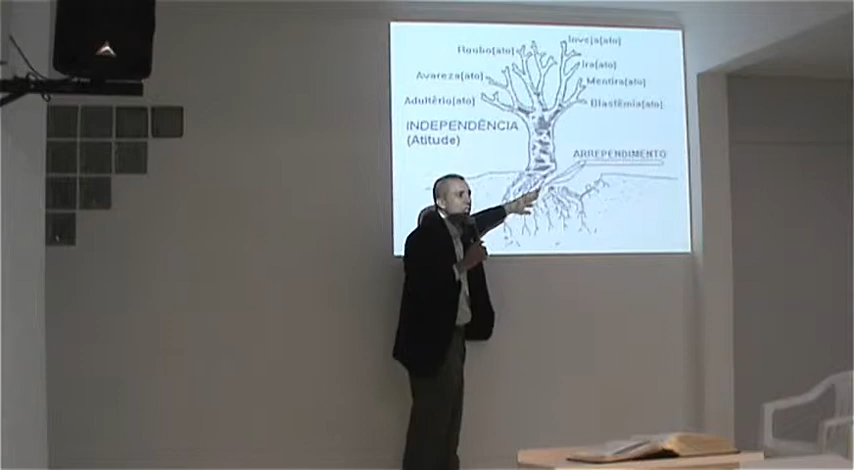 Inveja(ato)
Roubo(ato)
Ira(ato)
Avareza(ato)
Mentira(ato)
Adultério(ato)
Blasfêmia(ato)
INDEPENDÊNCIA
(Atitude)
ARREPENDIMENTO